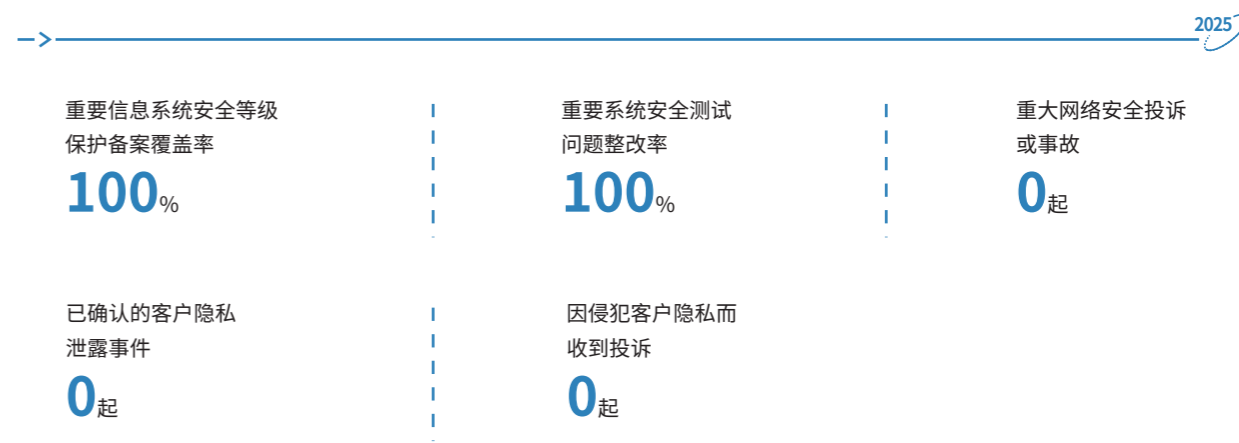 2025
重要信息系统安全等级
保护备案覆盖率
100%
重要系统安全测试
问题整改率
100%
重大网络安全投诉
或事故
0起
已确认的客户隐私
泄露事件
0起
因侵犯客户隐私而
收到投诉
0起